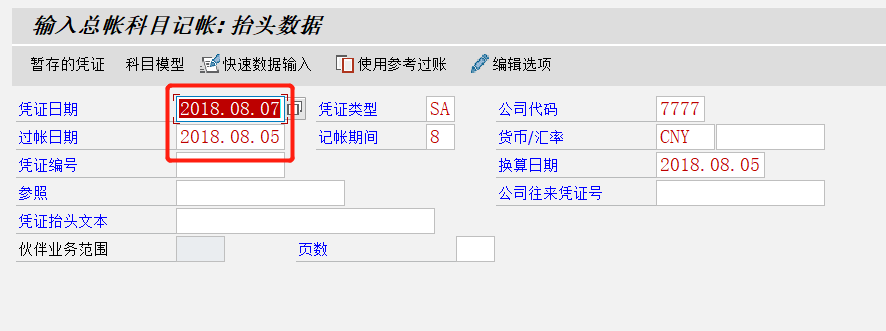 输入总帐科目记帐: 抬头数据
暂存的凭证 科目模型 快速数据输入 使用参考过账 编辑选项
凭证日期 2018.08.07 凭证类型 SA 公司代码 7777
过帐日期 2018.08.05 记帐期间 8 货币/汇率 CNY
凭证编号 换算日期 2018.08.05
参照 公司往来凭证号
凭证抬头文本
伙伴业务范围 页数